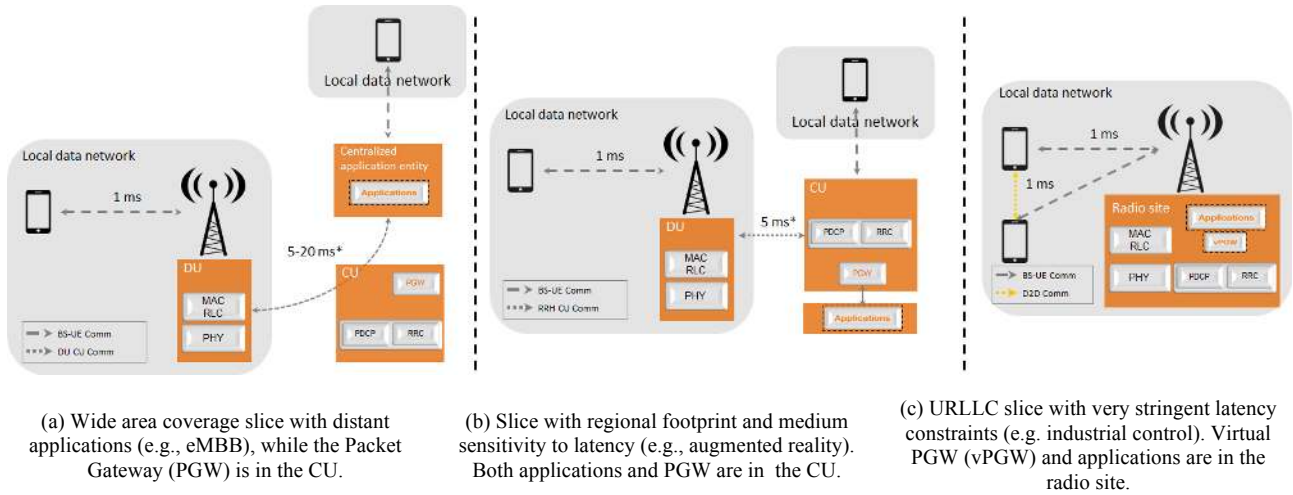 Local data network
Centralized
application entity
Applications
Local data network
1 ms
5-20 ms*
DU
MAC
RLC
PHY
CU
PGW
PDCP
RRC
BS-UE Comm
DU CU Comm
(a) Wide area coverage slice with distant
applications (e.g., eMBB), while the Packet
Gateway (PGW) is in the CU.
Local data network
Local data network
1 ms
DU
MAC
RLC
PHY
5 ms*
CU
PDCP
RRC
PGW
Applications
BS-UE Comm
RRH CU Comm
(b) Slice with regional footprint and medium
sensitivity to latency (e.g., augmented reality).
Both applications and PGW are in the CU.
Local data network
1 ms
1 ms
Radio site
Applications
vPGW
MAC
RLC
PHY
PDCP
RRC
BS-UE Comm
D2D Comm
(c) URLLC slice with very stringent latency
constraints (e.g. industrial control). Virtual
PGW (vPGW) and applications are in the
radio site.